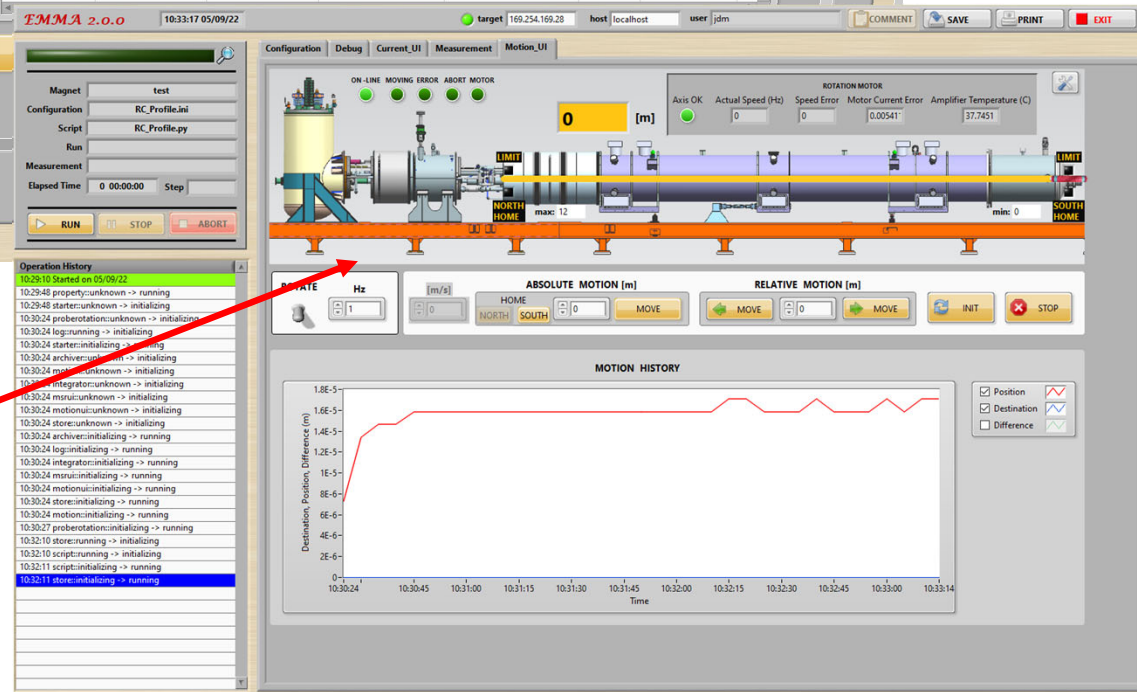 EMMA 2.0.0
10:33:17 05/09/22
target 169.254.169.28 host localhost user jdm
COMMENT SAVE PRINT EXIT
Configuration Debug Current_UI Measurement Motion_UI
Magnet test
Configuration RC_Profile.ini
Script RC_Profile.py
Run
Measurement
Elapsed Time 0 00:00:00 Step
RUN STOP ABORT
ON-LINE MOVING ERROR ABORT MOTOR
0 [m]
ROTATION MOTOR
Axis OK Actual Speed (Hz) Speed Error Motor Current Error Amplifier Temperature (C)
0 0 0.00541 37.7451
LIMIT LIMIT
NORTH HOME
max: 12
min: 0
SOUTH HOME
Operation History
10:29:10 Started on 05/09/22
10:29:48 property::unknown -> running
10:29:48 starter::unknown -> initializing
10:30:24 proberotation::unknown -> initializing
10:30:24 log::running -> initializing
10:30:24 starter::initializing -> running
10:30:24 archiver::unknown -> initializing
10:30:24 motion::unknown -> initializing
10:30:24 integrator::unknown -> initializing
10:30:24 msrui::unknown -> initializing
10:30:24 motionui::unknown -> initializing
10:30:24 store::unknown -> initializing
10:30:24 archiver::initializing -> running
10:30:24 log::initializing -> running
10:30:24 integrator::initializing -> running
10:30:24 msrui::initializing -> running
10:30:24 motionui::initializing -> running
10:30:24 store::initializing -> running
10:30:24 motion::initializing -> running
10:30:27 proberotation::initializing -> running
10:32:10 store::running -> initializing
10:32:10 script::running -> initializing
10:32:11 script::initializing -> running
10:32:11 store::initializing -> running
ROTATE Hz
1
[m/s]
0
ABSOLUTE MOTION [m]
HOME
NORTH SOUTH 0 MOVE
RELATIVE MOTION [m]
MOVE 0 MOVE
INIT STOP
MOTION HISTORY
Destination, Position, Difference (m)
1.8E-5
1.6E-5
1.4E-5
1.2E-5
1E-5
8E-6
6E-6
4E-6
2E-6
0
10:30:24 10:30:45 10:31:00 10:31:15 10:31:30 10:31:45 10:32:00 10:32:15 10:32:30 10:32:45 10:33:00 10:33:14
Time
Position
Destination
Difference